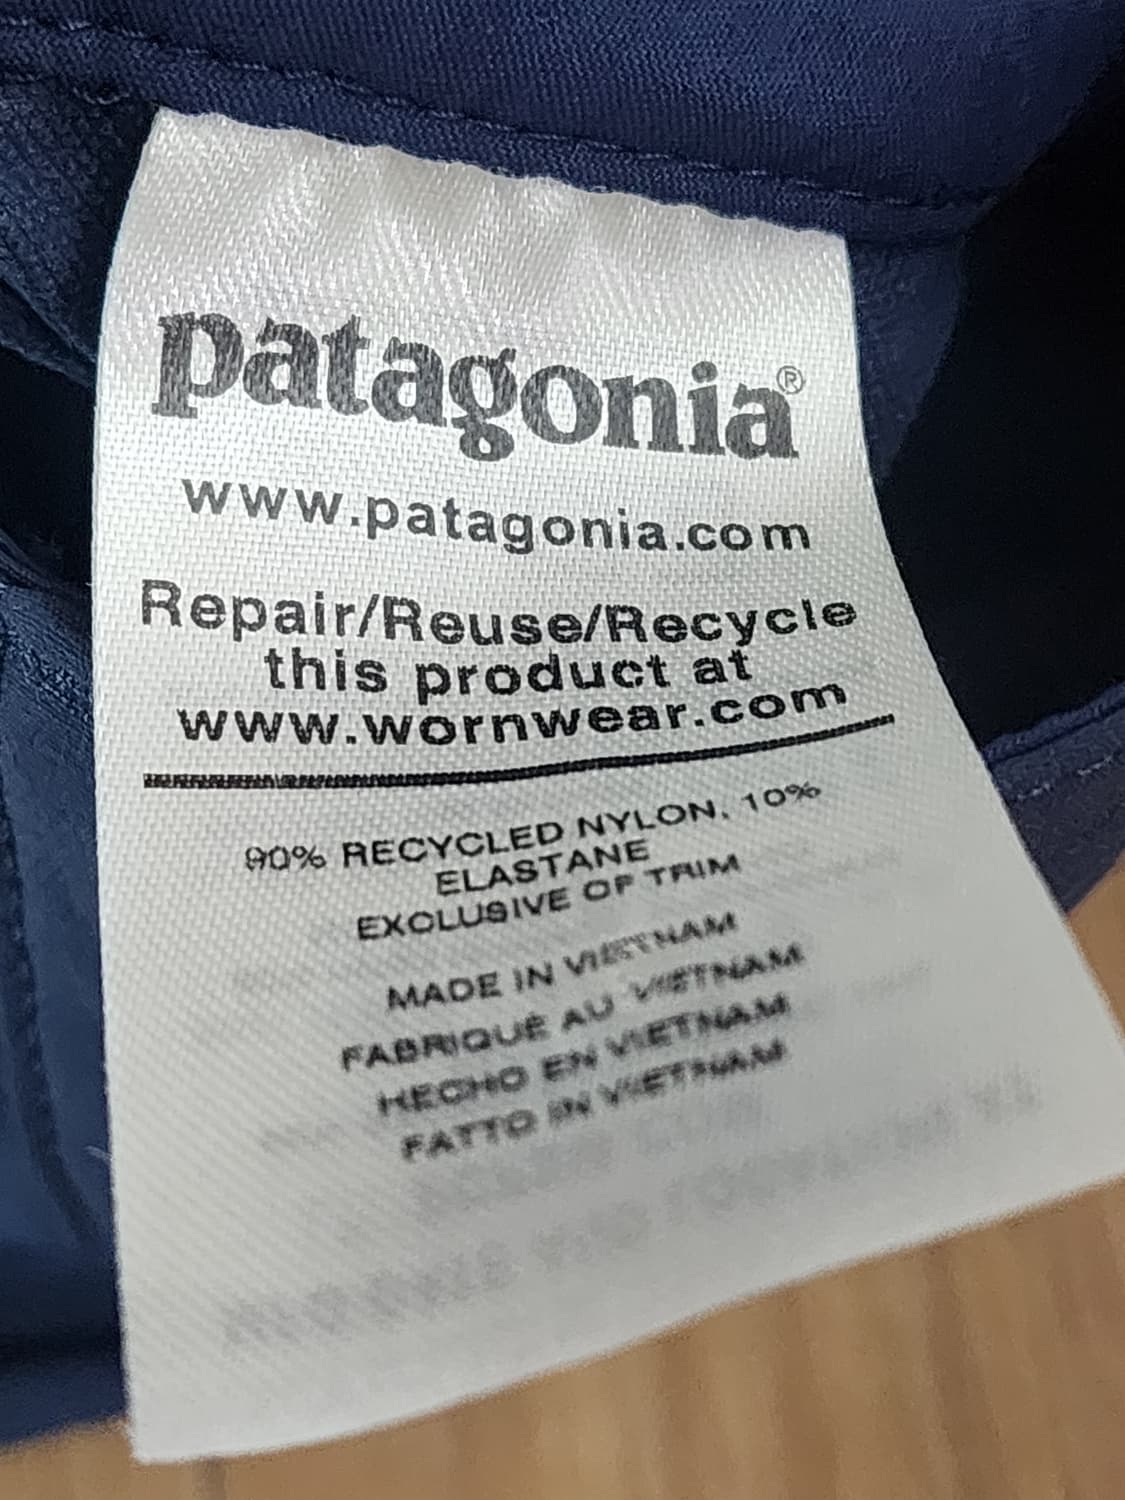 patagonia®
www.patagonia.com
Repair/Reuse/Recycle
this product at
www.wornwear.com
90% RECYCLED NYLON, 10%
ELASTANE
EXCLUSIVE OF TRIM
MADE IN VIETNAM
FABRIQUÉ AU VIETNAM
HECHO EN VIETNAM
FATTO IN VIETNAM